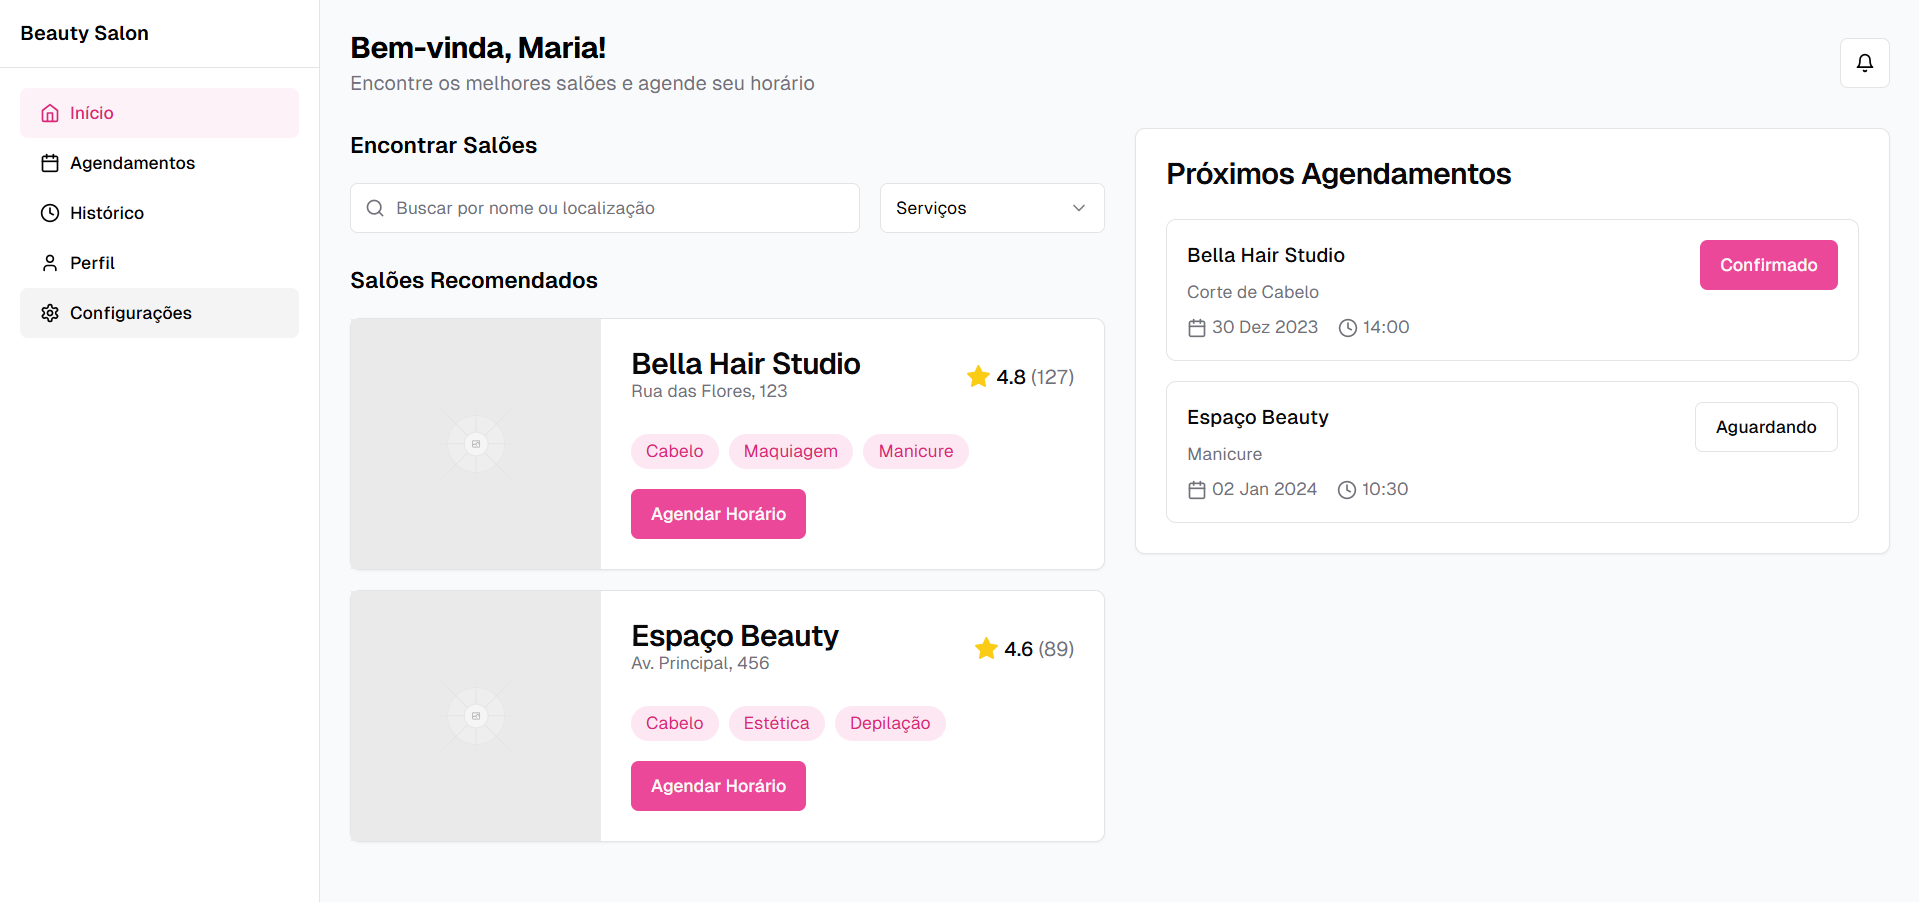 Beauty Salon
Início
Agendamentos
Histórico
Perfil
Configurações
Bem-vinda, Maria!
Encontre os melhores salões e agende seu horário
Encontrar Salões
Buscar por nome ou localização
Serviços
Salões Recomendados
Bella Hair Studio
Rua das Flores, 123
4.8 (127)
Cabelo Maquiagem Manicure
Agendar Horário
Espaço Beauty
Av. Principal, 456
4.6 (89)
Cabelo Estética Depilação
Agendar Horário
Próximos Agendamentos
Bella Hair Studio
Confirmado
Corte de Cabelo
30 Dez 2023 14:00
Espaço Beauty
Aguardando
Manicure
02 Jan 2024 10:30